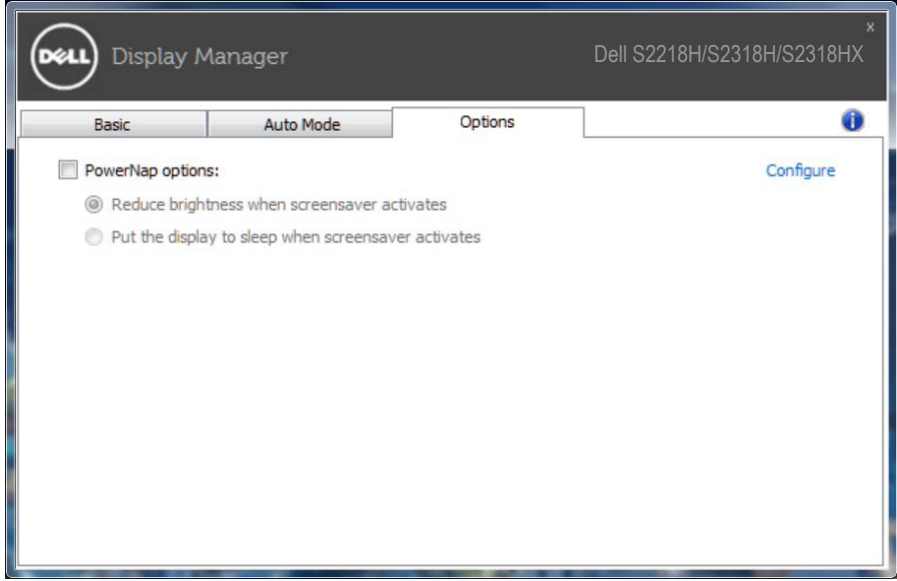 DELL Display Manager Dell S2218H/S2318H/S2318HX x
Basic Auto Mode Options i
PowerNap options: Configure
Reduce brightness when screensaver activates
Put the display to sleep when screensaver activates